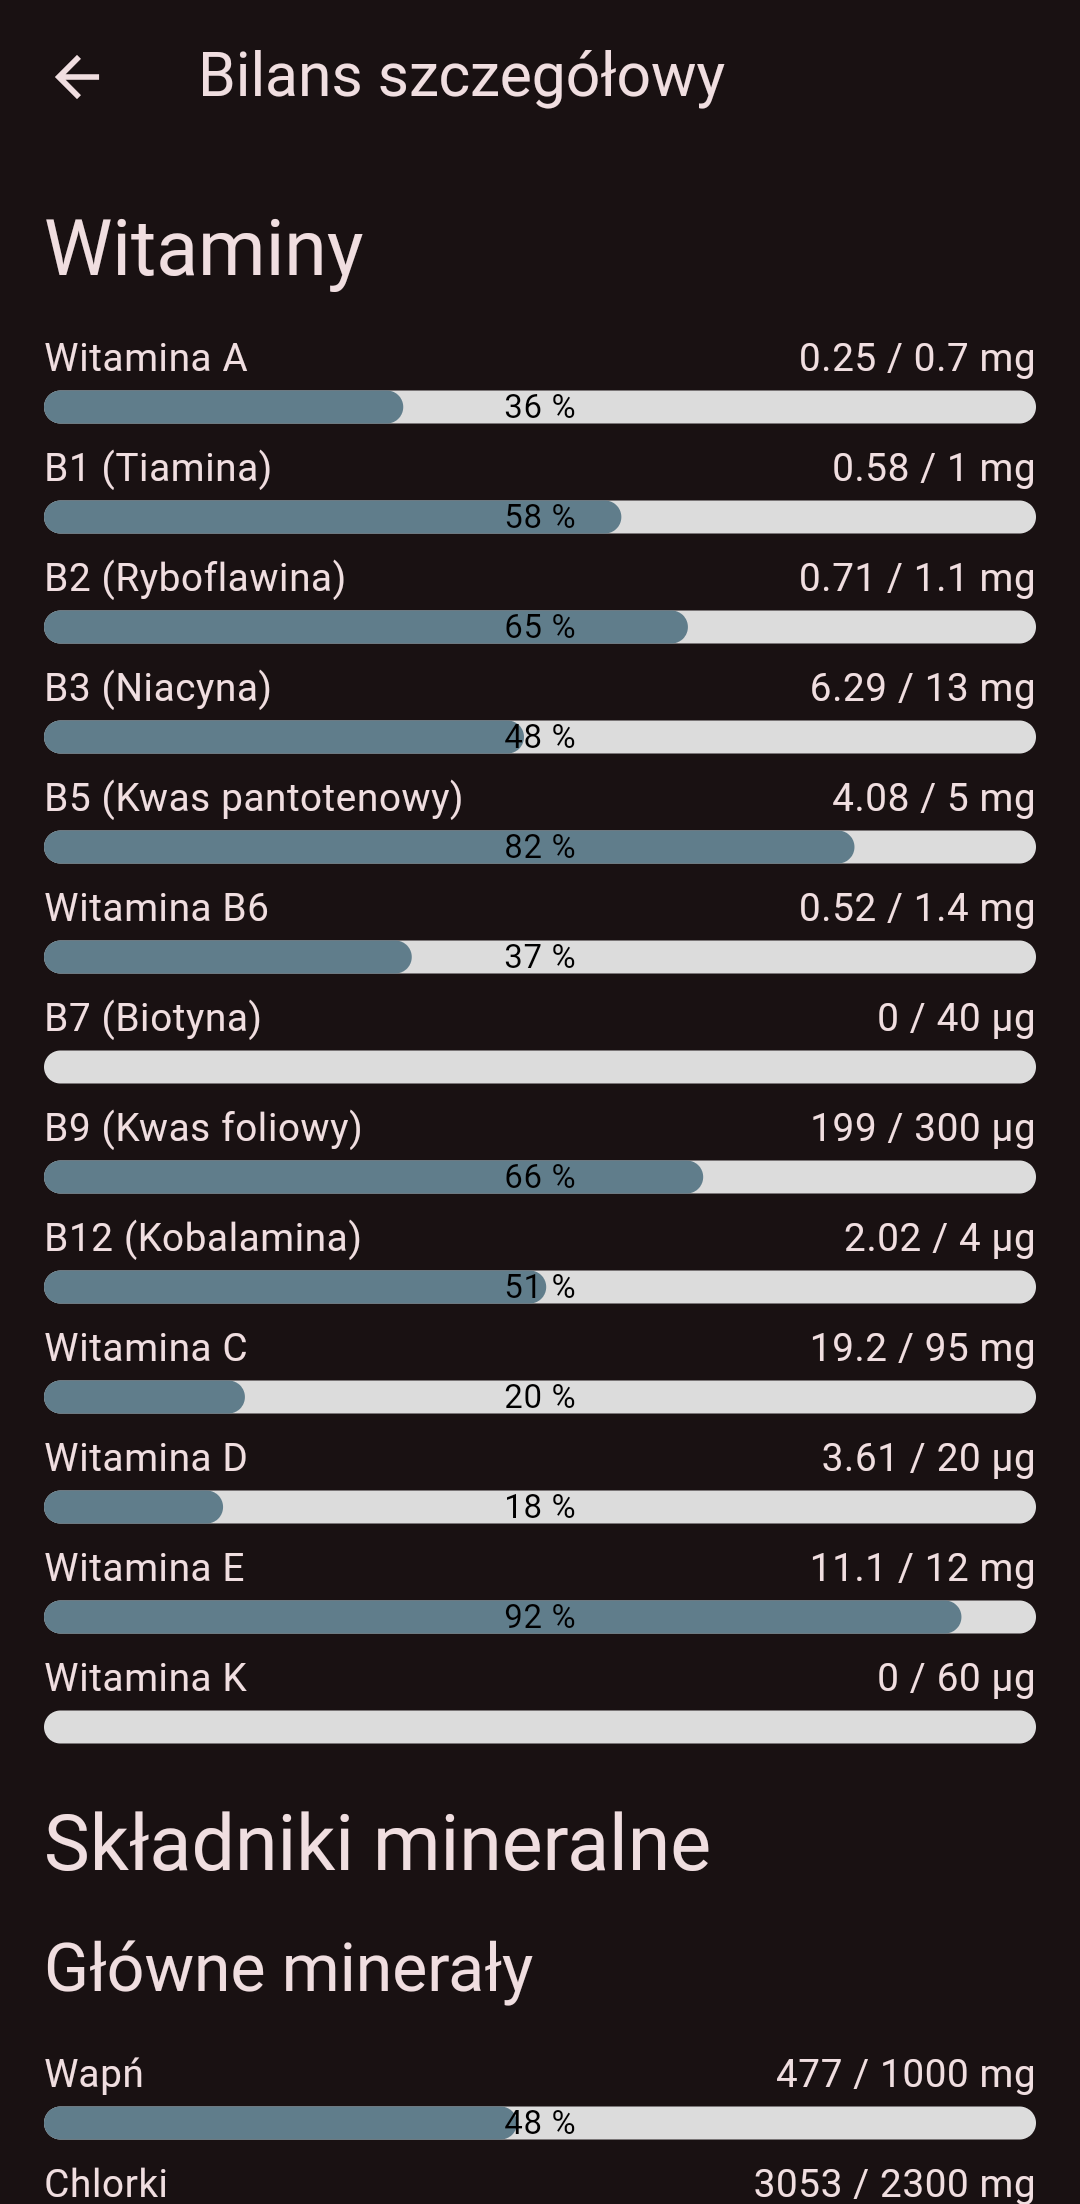 Bilans szczegółowy
Witaminy
Witamina A 0.25 / 0.7 mg
36 %
B1 (Tiamina) 0.58 / 1 mg
58 %
B2 (Ryboflawina) 0.71 / 1.1 mg
65 %
B3 (Niacyna) 6.29 / 13 mg
48 %
B5 (Kwas pantotenowy) 4.08 / 5 mg
82 %
Witamina B6 0.52 / 1.4 mg
37 %
B7 (Biotyna) 0 / 40 µg
B9 (Kwas foliowy) 199 / 300 µg
66 %
B12 (Kobalamina) 2.02 / 4 µg
51 %
Witamina C 19.2 / 95 mg
20 %
Witamina D 3.61 / 20 µg
18 %
Witamina E 11.1 / 12 mg
92 %
Witamina K 0 / 60 µg
Składniki mineralne
Główne minerały
Wapń 477 / 1000 mg
48 %
Chlorki 3053 / 2300 mg